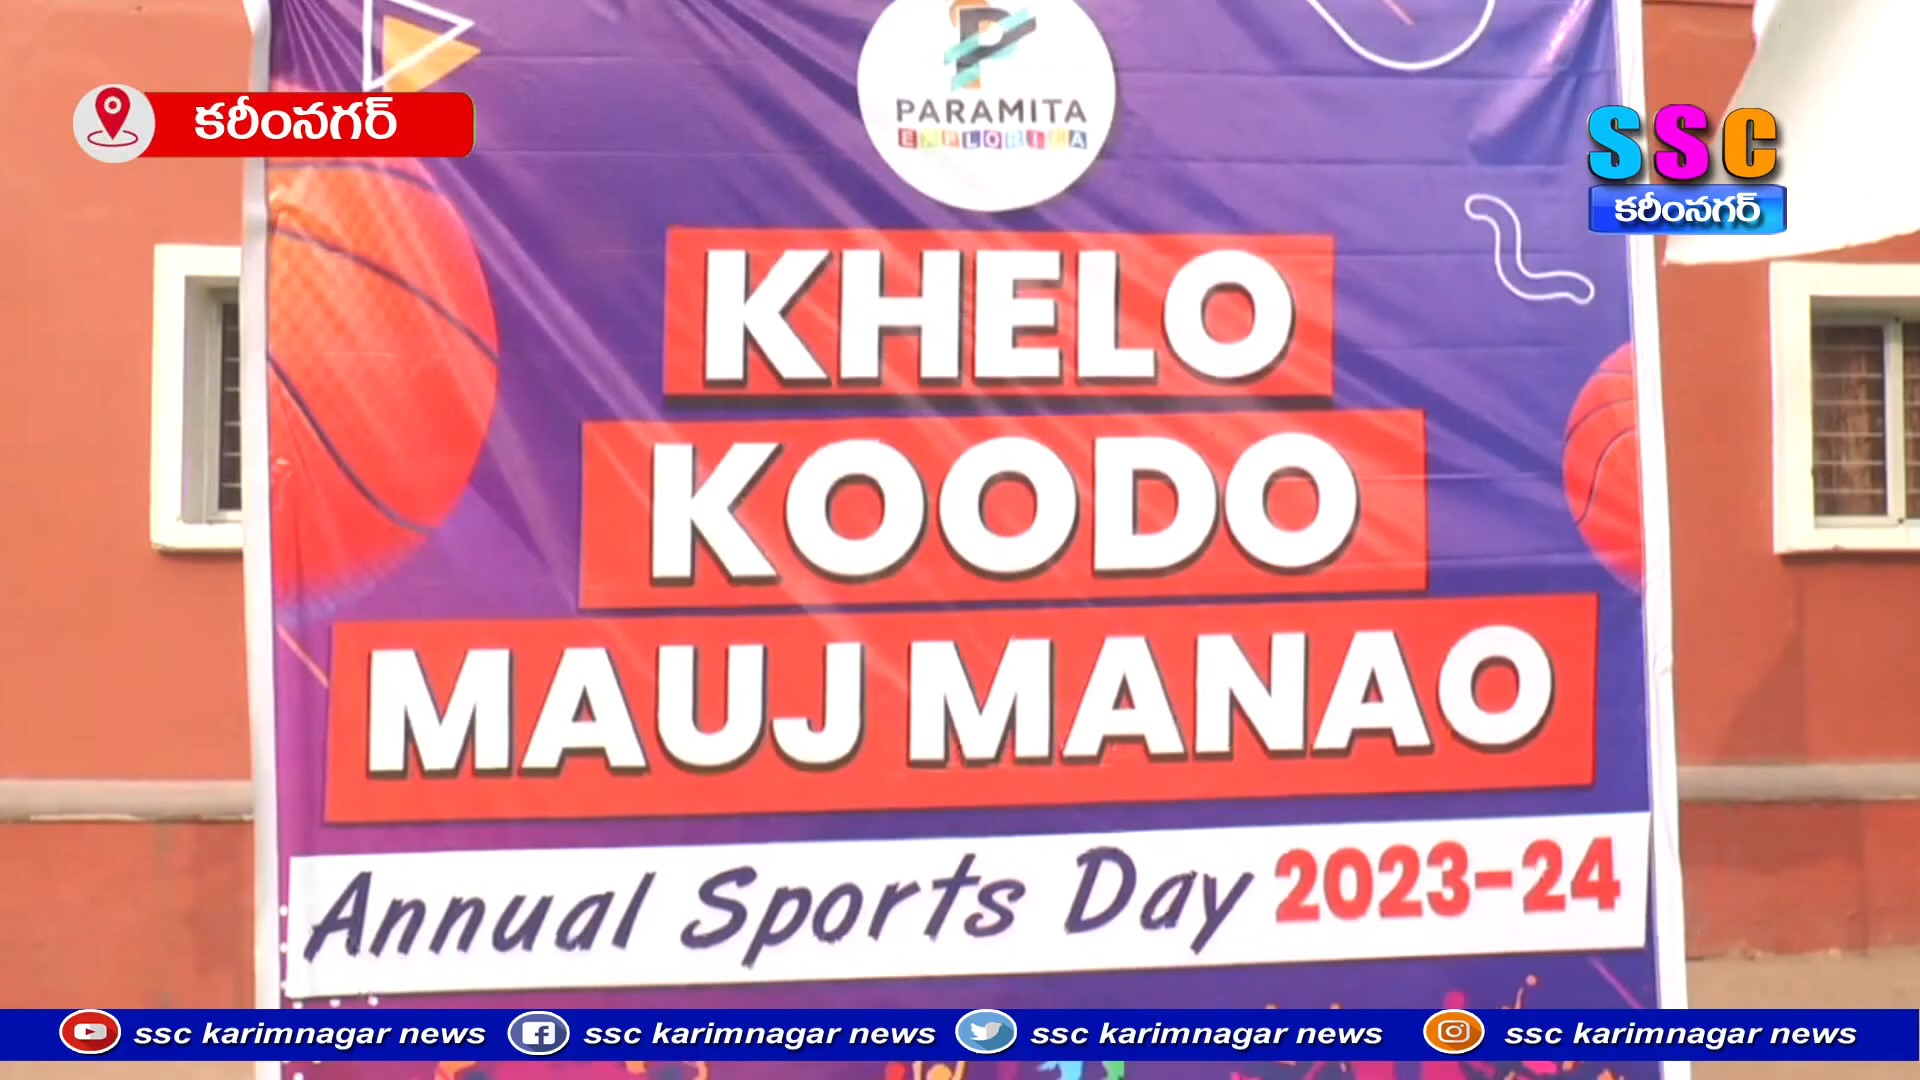 కరీంనగర్
SSC
కరీంనగర్
PARAMITA
EXPLORICA
KHELO
KOODO
MAUJ MANAO
Annual Sports Day 2023-24
ssc karimnagar news ssc karimnagar news ssc karimnagar news ssc karimnagar news